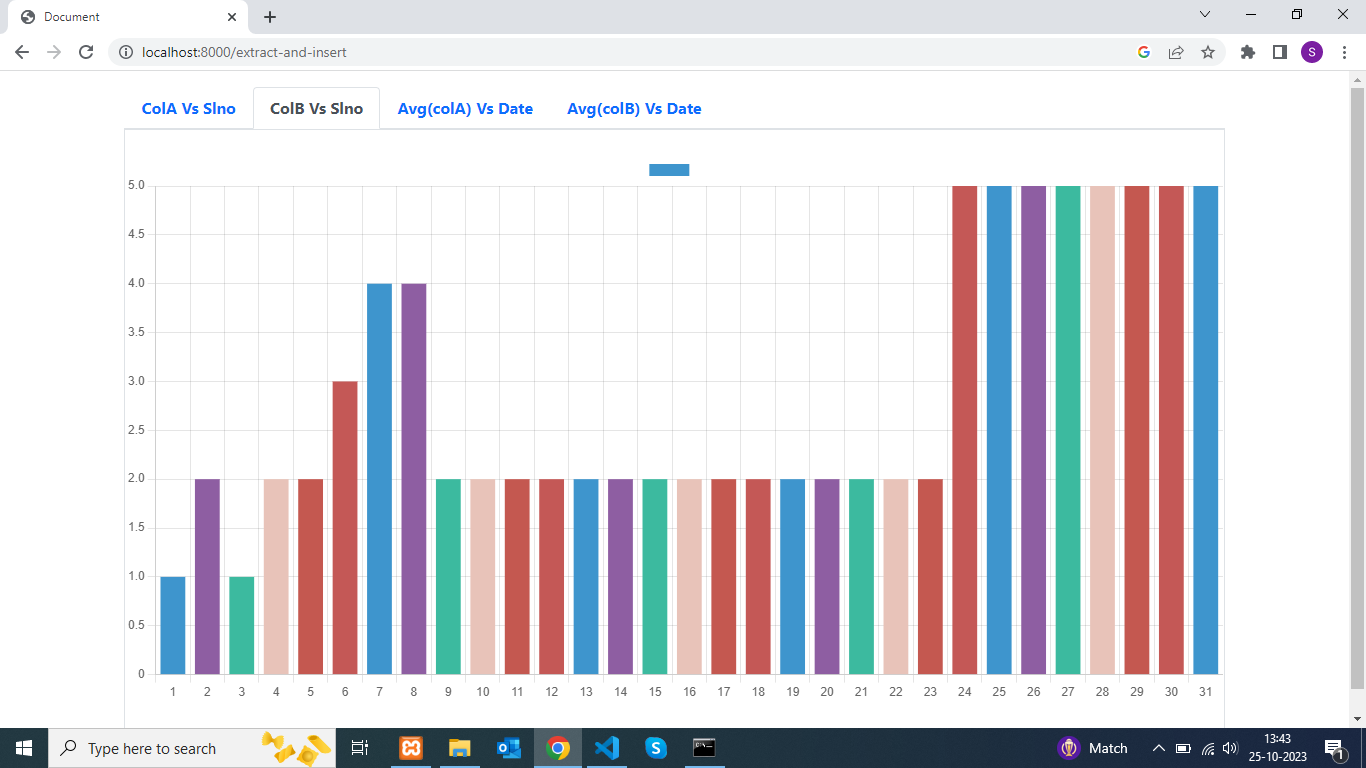 Document
localhost:8000/extract-and-insert
S
ColA Vs Slno
ColB Vs Slno
Avg(colA) Vs Date
Avg(colB) Vs Date
5.0
4.5
4.0
3.5
3.0
2.5
2.0
1.5
1.0
0.5
0
1 2 3 4 5 6 7 8 9 10 11 12 13 14 15 16 17 18 19 20 21 22 23 24 25 26 27 28 29 30 31
Type here to search
Match
13:43
25-10-2023
1